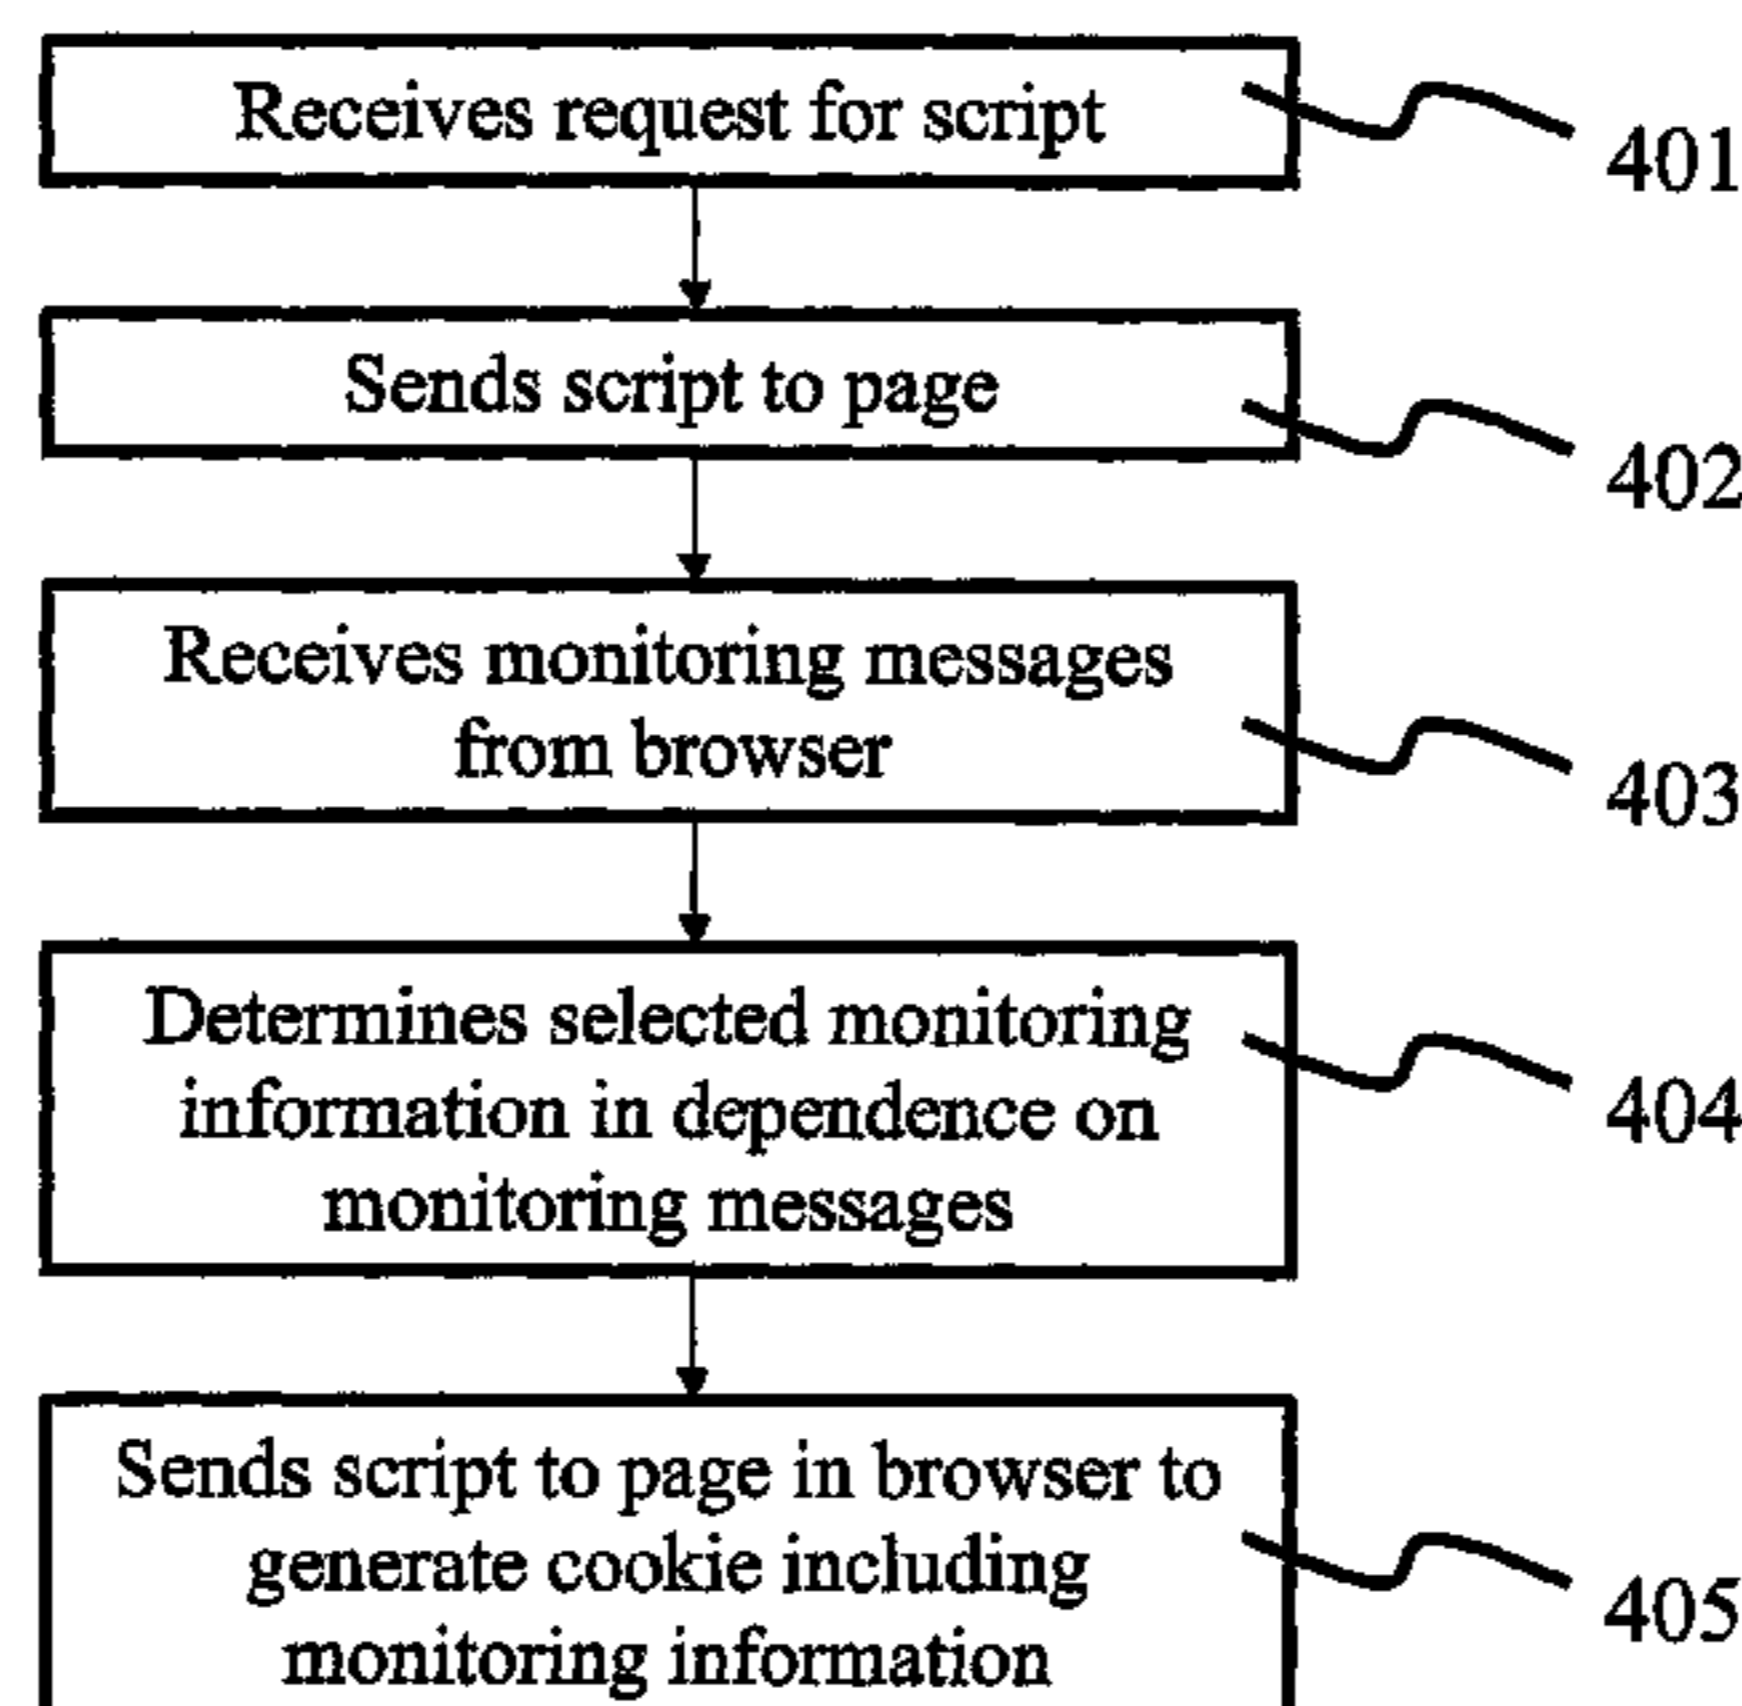 Receives request for script
401
Sends script to page
402
Receives monitoring messages
from browser
403
Determines selected monitoring
information in dependence on
monitoring messages
404
Sends script to page in browser to
generate cookie including
monitoring information
405